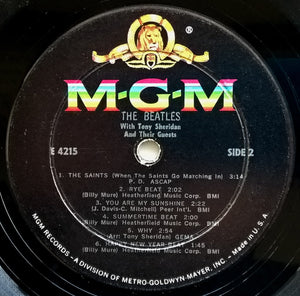 M-G-M
THE BEATLES
With Tony Sheridan
And Their Guests
E 4215 SIDE 2
1. THE SAINTS (When The Saints Go Marching In) 3:14
P. D. ASCAP
2. RYE BEAT 2:02
(Billy Mure) Heatherfield Music Corp. BMI
3. YOU ARE MY SUNSHINE 2:22
(J. Davis-C. Mitchell) Peer Int'l BMI
4. SUMMERTIME BEAT 2:00
(Billy Mure) Heatherfield Music Corp. BMI
5. WHY 2:54
(Arr: Tony Sheridan) GEMA
6. HAPPY NEW YEAR BEAT 1:45
(Billy Mure) Heatherfield Music Corp. BMI
MGM RECORDS - A DIVISION OF METRO-GOLDWYN-MAYER, INC. - Made in U. S. A.